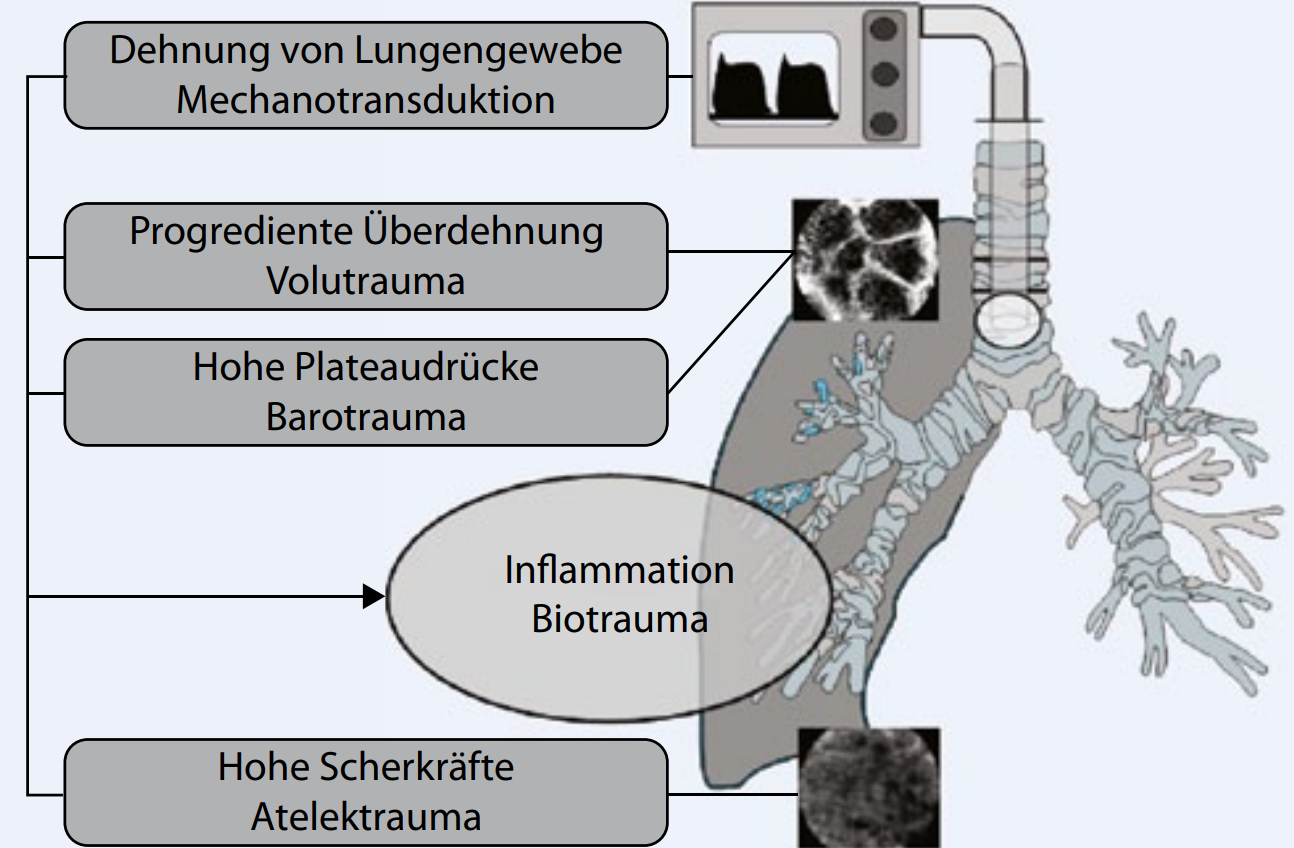 Dehnung von Lungengewebe
Mechanotransduktion
Progrediente Überdehnung
Volutrauma
Hohe Plateaudrücke
Barotrauma
Inflammation
Biotrauma
Hohe Scherkräfte
Atelektrauma